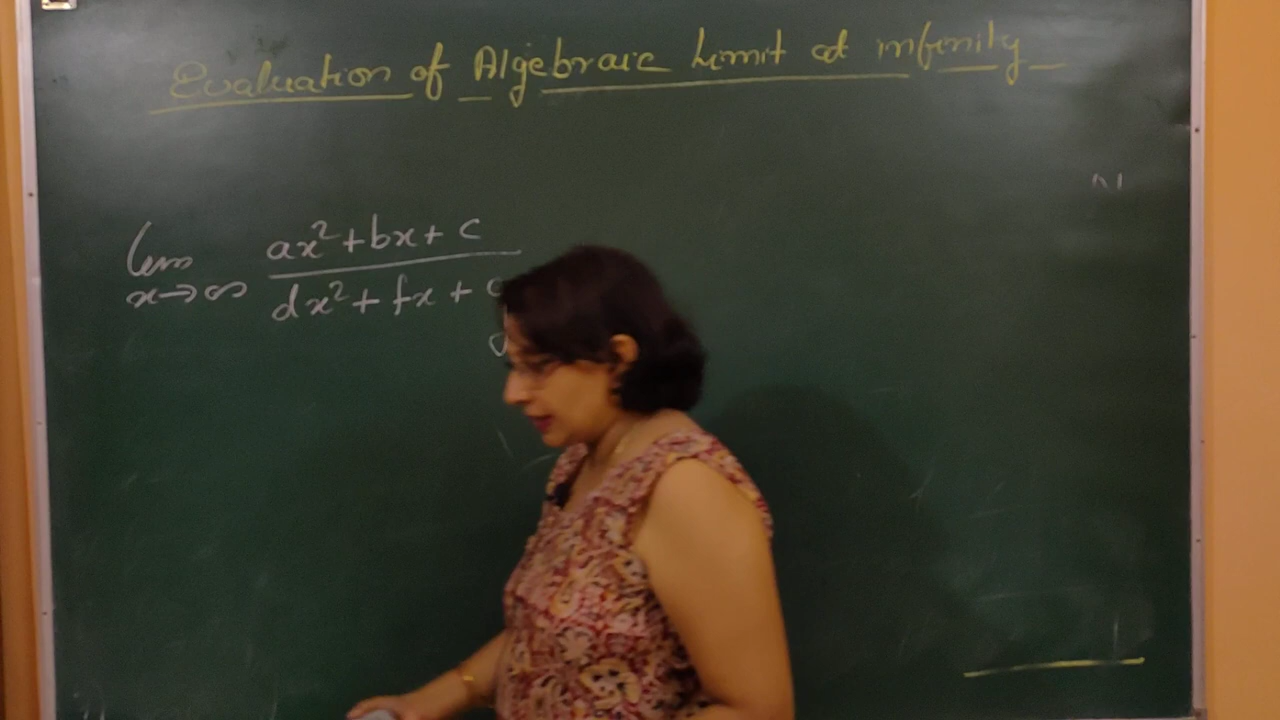 Evaluation of Algebraic Limit at infinity
lim x→∞ (ax²+bx+c)/(dx²+fx+g)